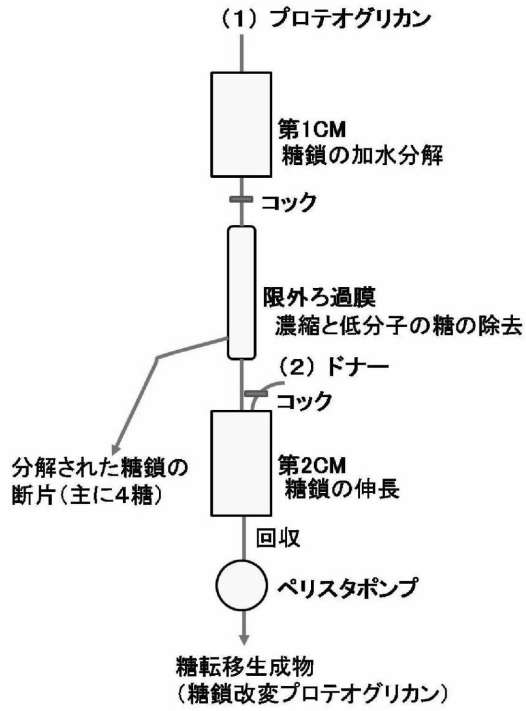 (1) プロテオグリカン
第1CM
糖鎖の加水分解
コック
限外ろ過膜
濃縮と低分子の糖の除去
(2) ドナー
コック
分解された糖鎖の
断片(主に4糖)
第2CM
糖鎖の伸長
回収
ペリスタポンプ
糖転移生成物
(糖鎖改変プロテオグリカン)